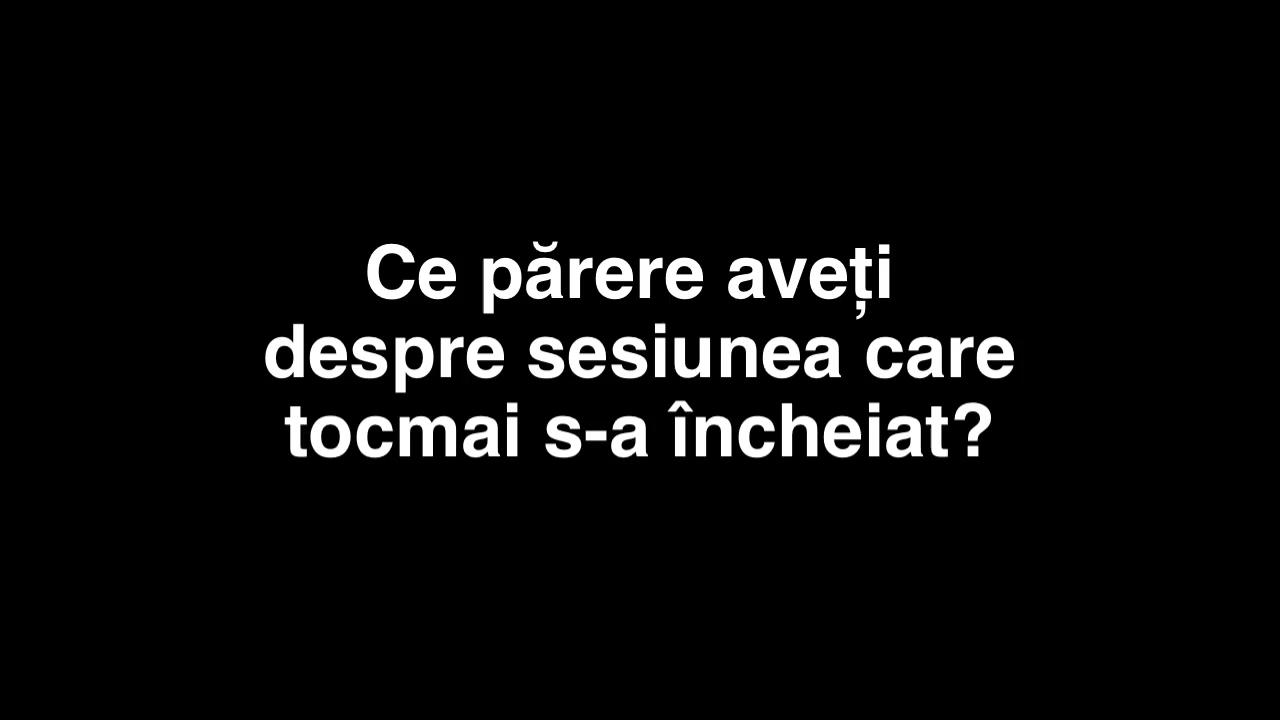 Ce părere aveți
despre sesiunea care
tocmai s-a încheiat?